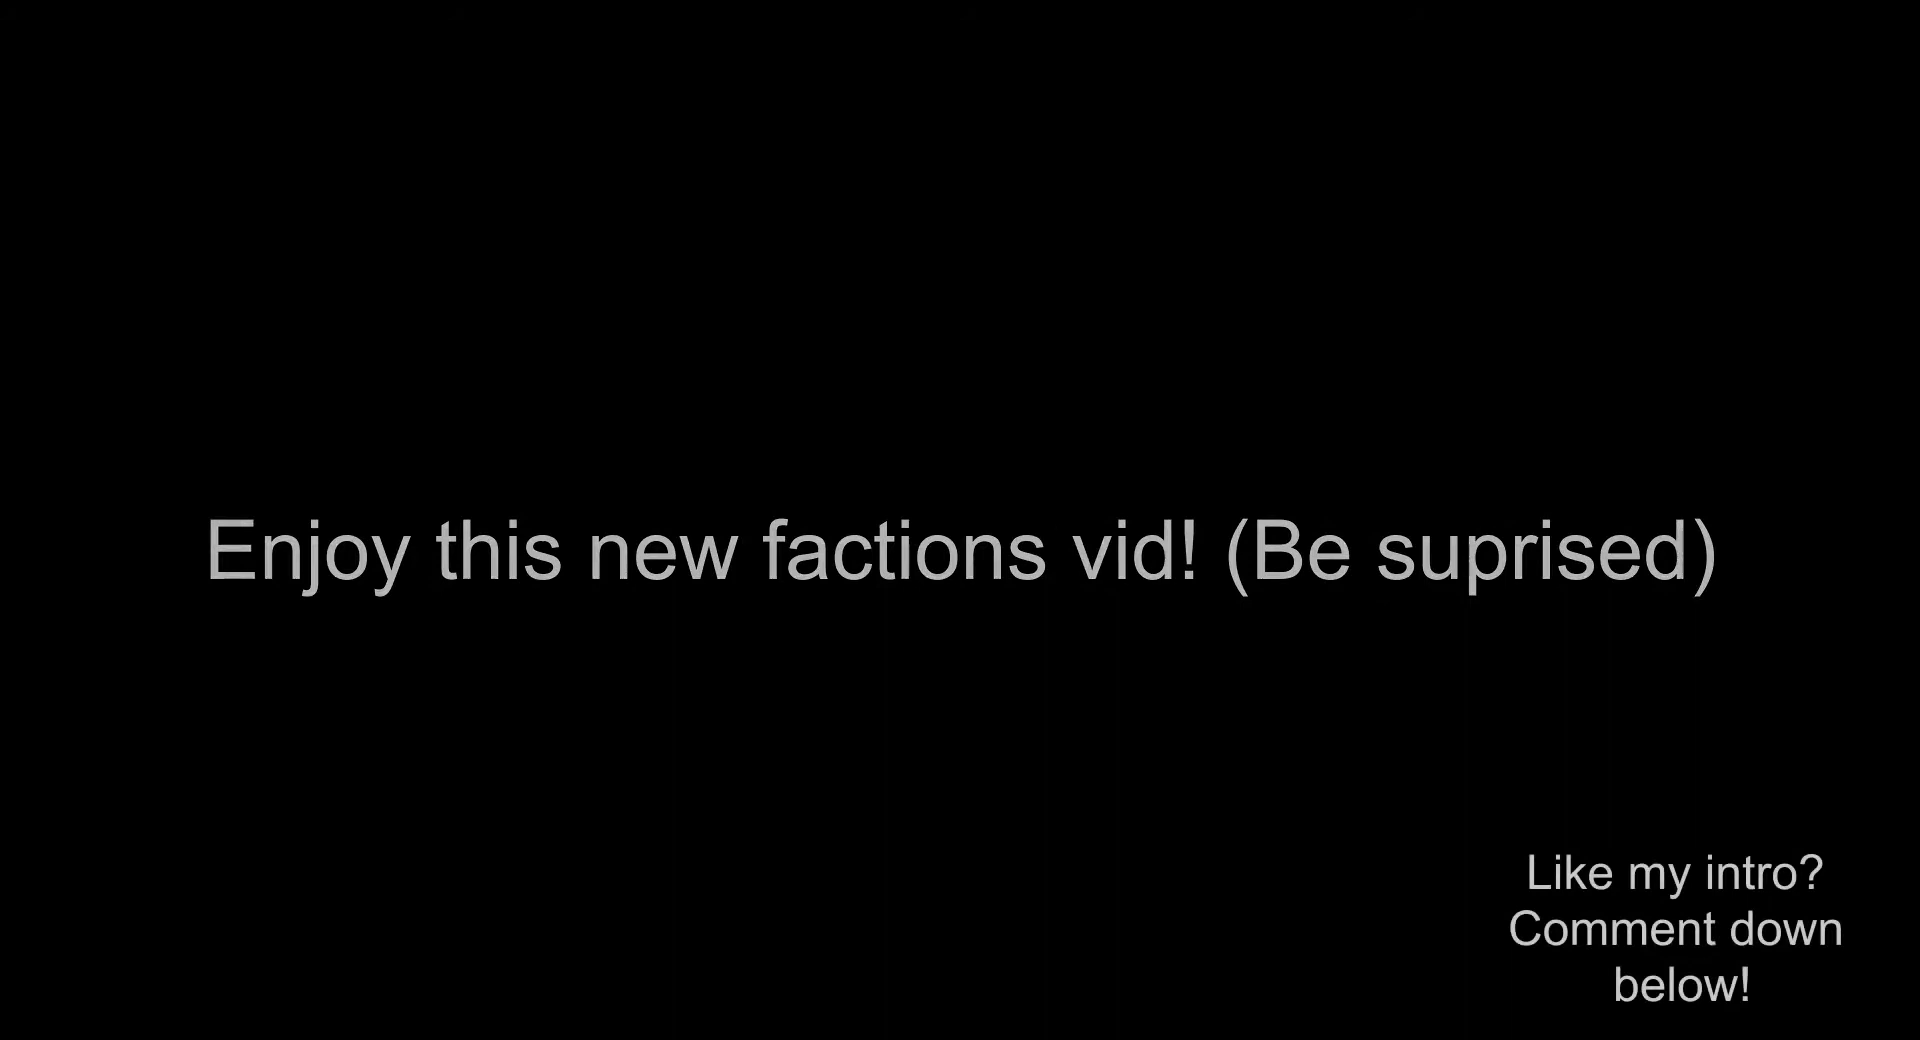 Enjoy this new factions vid! (Be suprised)
Like my intro?
Comment down
below!